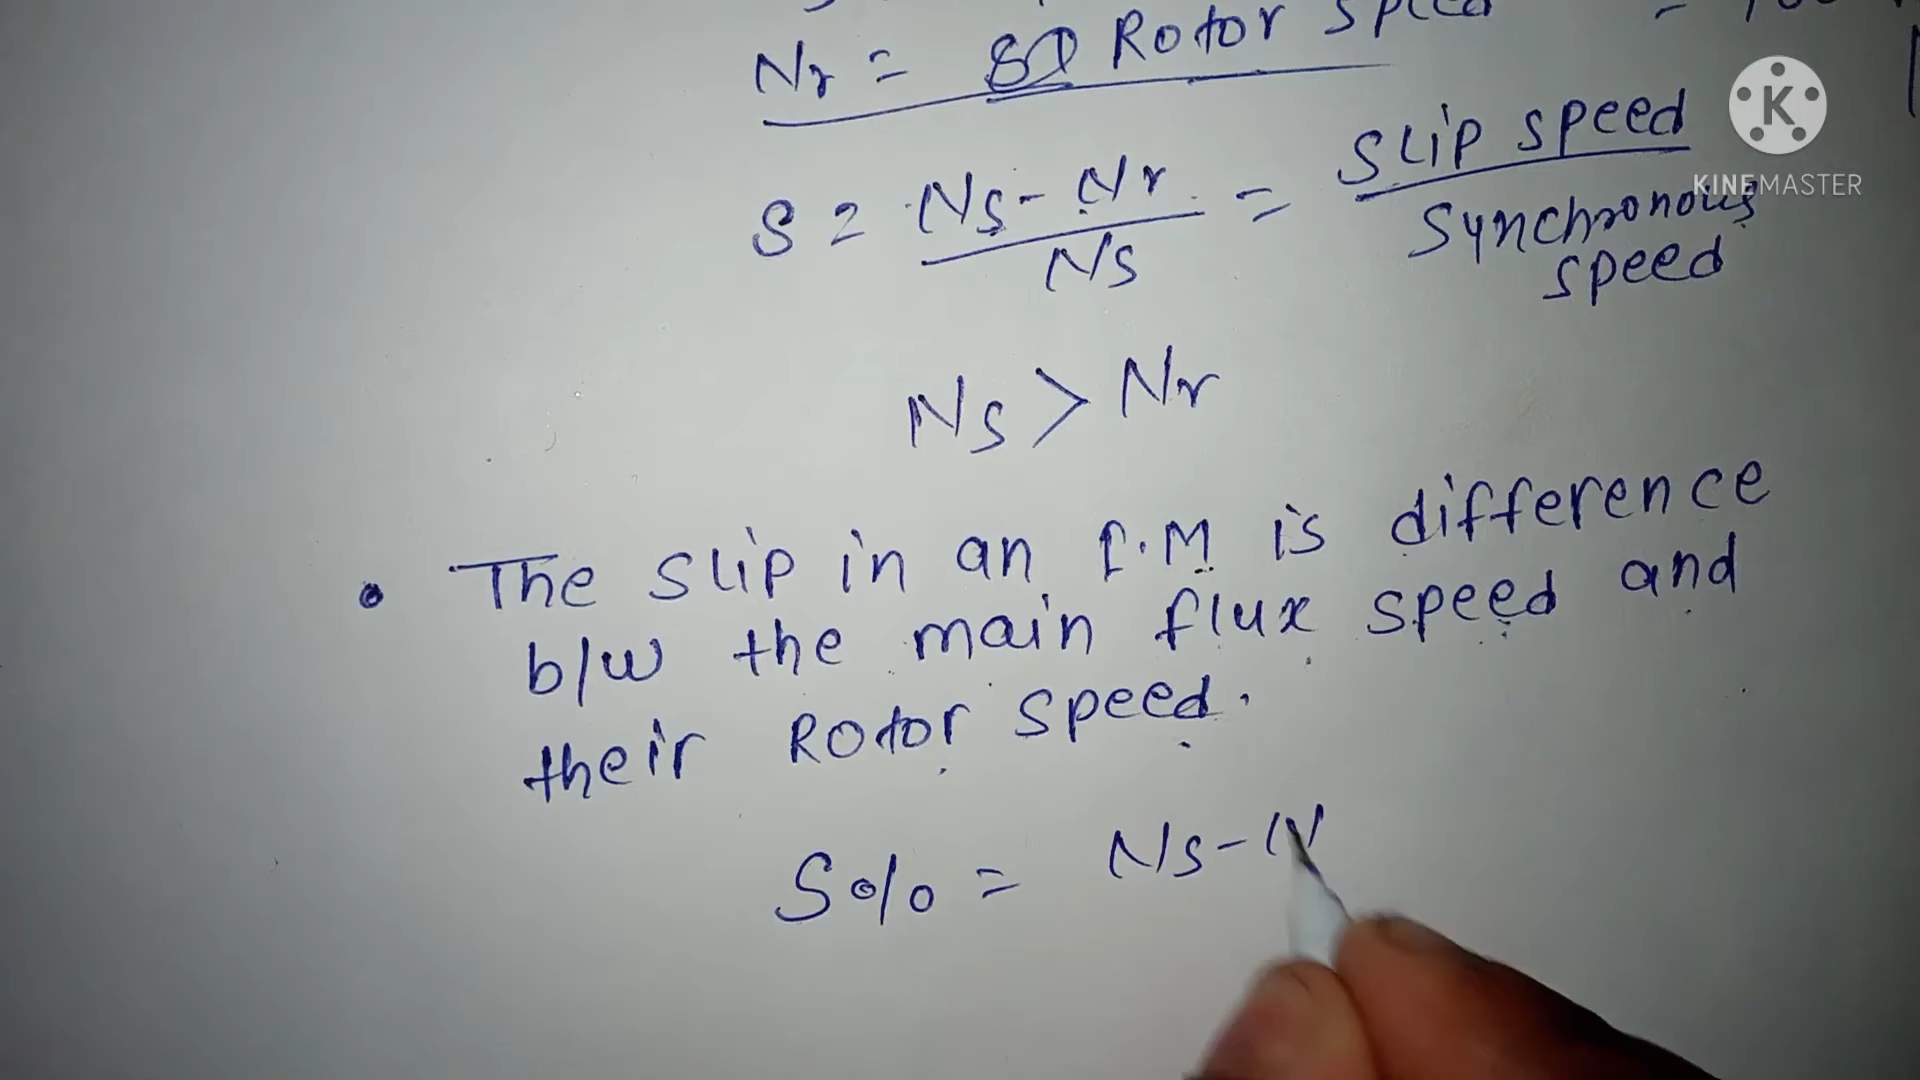 Nr = Rotor Speed
S = Ns - Nr / Ns = Slip speed / Synchronous speed
KINEMASTER
Ns > Nr
• The slip in an I.M is difference
b/w the main flux speed and
their Rotor speed.
S% = Ns - N